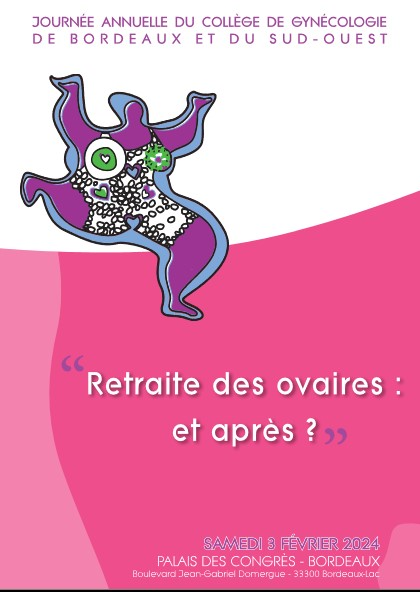 JOURNÉE ANNUELLE DU COLLÈGE DE GYNÉCOLOGIE
DE BORDEAUX ET DU SUD-OUEST
“ Retraite des ovaires :
et après ? ”
SAMEDI 3 FÉVRIER 2024
PALAIS DES CONGRÈS - BORDEAUX
Boulevard Jean-Gabriel Domergue - 33300 Bordeaux-Lac